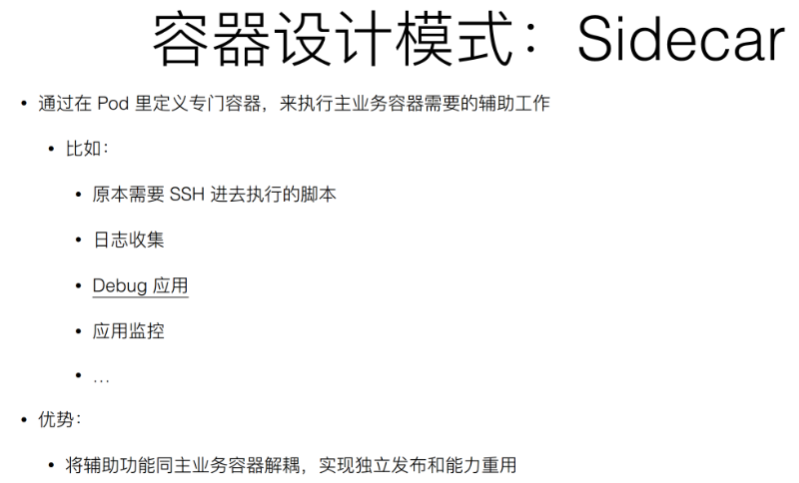 容器设计模式：Sidecar
• 通过在 Pod 里定义专门容器，来执行主业务容器需要的辅助工作
• 比如：
• 原本需要 SSH 进去执行的脚本
• 日志收集
• Debug 应用
• 应用监控
• …
• 优势：
• 将辅助功能同主业务容器解耦，实现独立发布和能力重用